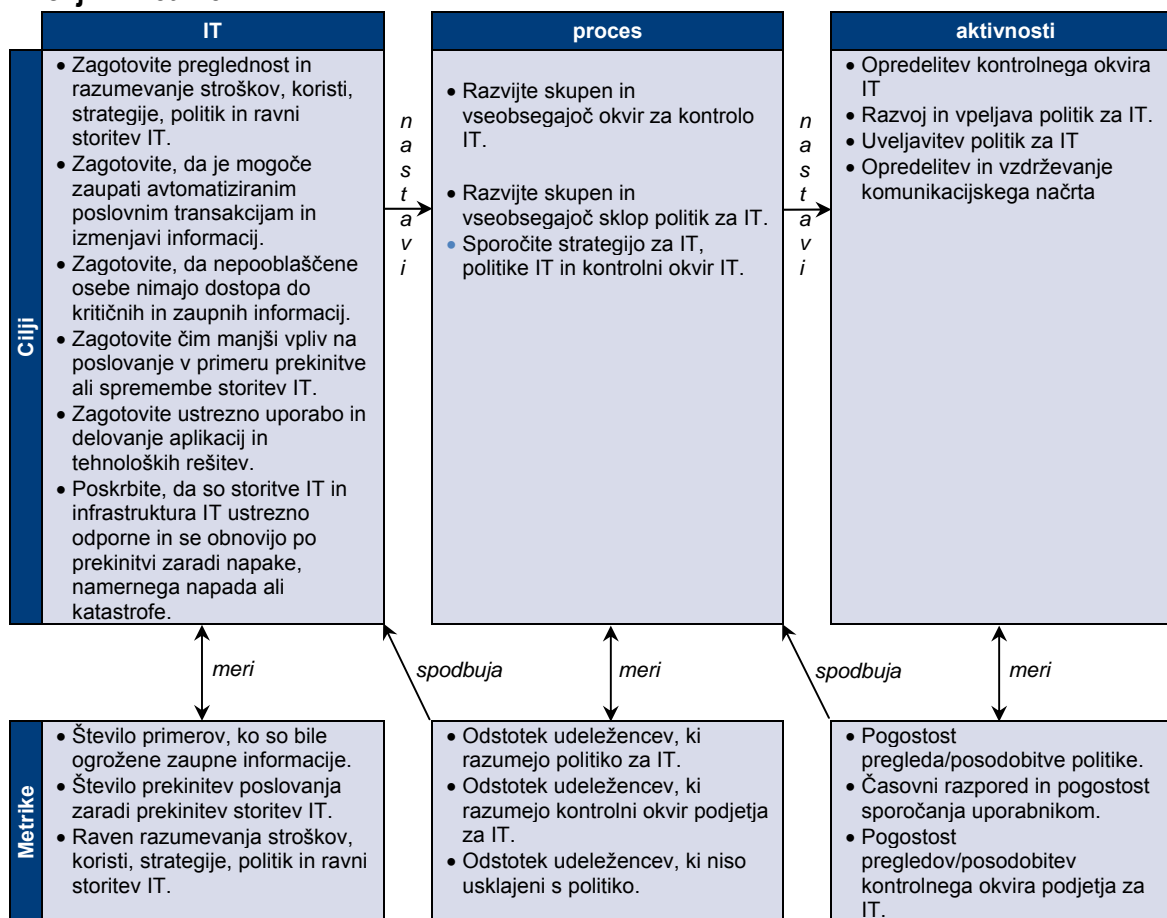 IT
proces
aktivnosti
Cilji
• Zagotovite preglednost in
razumevanje stroškov, koristi,
strategije, politik in ravni
storitev IT.
• Zagotovite, da je mogoče
zaupati avtomatiziranim
poslovnim transakcijam in
izmenjavi informacij.
• Zagotovite, da nepooblaščene
osebe nimajo dostopa do
kritičnih in zaupnih informacij.
• Zagotovite čim manjši vpliv na
poslovanje v primeru prekinitve
ali spremembe storitev IT.
• Zagotovite ustrezno uporabo in
delovanje aplikacij in
tehnoloških rešitev.
• Poskrbite, da so storitve IT in
infrastruktura IT ustrezno
odporne in se obnovijo po
prekinitvi zaradi napake,
namernega napada ali
katastrofe.
nastavi
• Razvijte skupen in
vseobsegajoč okvir za kontrolo
IT.
• Razvijte skupen in
vseobsegajoč sklop politik za IT.
• Sporočite strategijo za IT,
politike IT in kontrolni okvir IT.
nastavi
• Opredelitev kontrolnega okvira
IT
• Razvoj in vpeljava politik za IT.
• Uveljavitev politik za IT
• Opredelitev in vzdrževanje
komunikacijskega načrta
meri
spodbuja
meri
spodbuja
meri
Metrike
• Število primerov, ko so bile
ogrožene zaupne informacije.
• Število prekinitev poslovanja
zaradi prekinitev storitev IT.
• Raven razumevanja stroškov,
koristi, strategije, politik in ravni
storitev IT.
• Odstotek udeležencev, ki
razumejo politiko za IT.
• Odstotek udeležencev, ki
razumejo kontrolni okvir podjetja
za IT.
• Odstotek udeležencev, ki niso
usklajeni s politiko.
• Pogostost
pregleda/posodobitve politike.
• Časovni razpored in pogostost
sporočanja uporabnikom.
• Pogostost
pregledov/posodobitev
kontrolnega okvira podjetja za
IT.